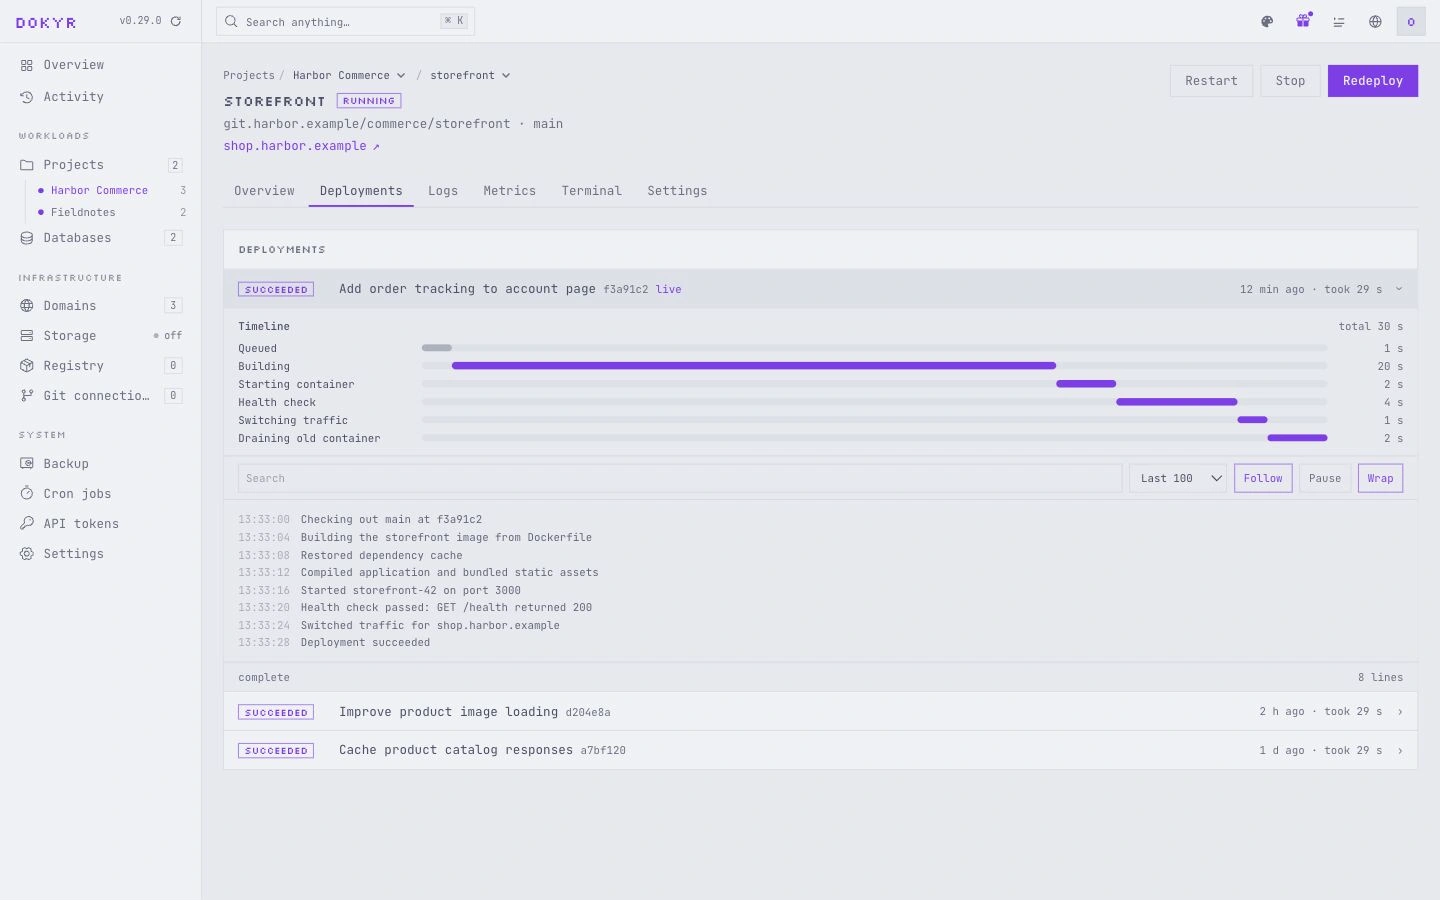 DOKYR v0.29.0
Search anything… ⌘ K
O
Overview
Activity
WORKLOADS
Projects 2
Harbor Commerce 3
Fieldnotes 2
Databases 2
INFRASTRUCTURE
Domains 3
Storage off
Registry 0
Git connectio… 0
SYSTEM
Backup
Cron jobs
API tokens
Settings
Projects / Harbor Commerce / storefront
Restart Stop Redeploy
STOREFRONT RUNNING
git.harbor.example/commerce/storefront · main
shop.harbor.example ↗
Overview Deployments Logs Metrics Terminal Settings
DEPLOYMENTS
SUCCEEDED Add order tracking to account page f3a91c2 live 12 min ago · took 29 s
Timeline total 30 s
Queued 1 s
Building 20 s
Starting container 2 s
Health check 4 s
Switching traffic 1 s
Draining old container 2 s
Search Last 100 Follow Pause Wrap
13:33:00 Checking out main at f3a91c2
13:33:04 Building the storefront image from Dockerfile
13:33:08 Restored dependency cache
13:33:12 Compiled application and bundled static assets
13:33:16 Started storefront-42 on port 3000
13:33:20 Health check passed: GET /health returned 200
13:33:24 Switched traffic for shop.harbor.example
13:33:28 Deployment succeeded
complete 8 lines
SUCCEEDED Improve product image loading d204e8a 2 h ago · took 29 s ›
SUCCEEDED Cache product catalog responses a7bf120 1 d ago · took 29 s ›